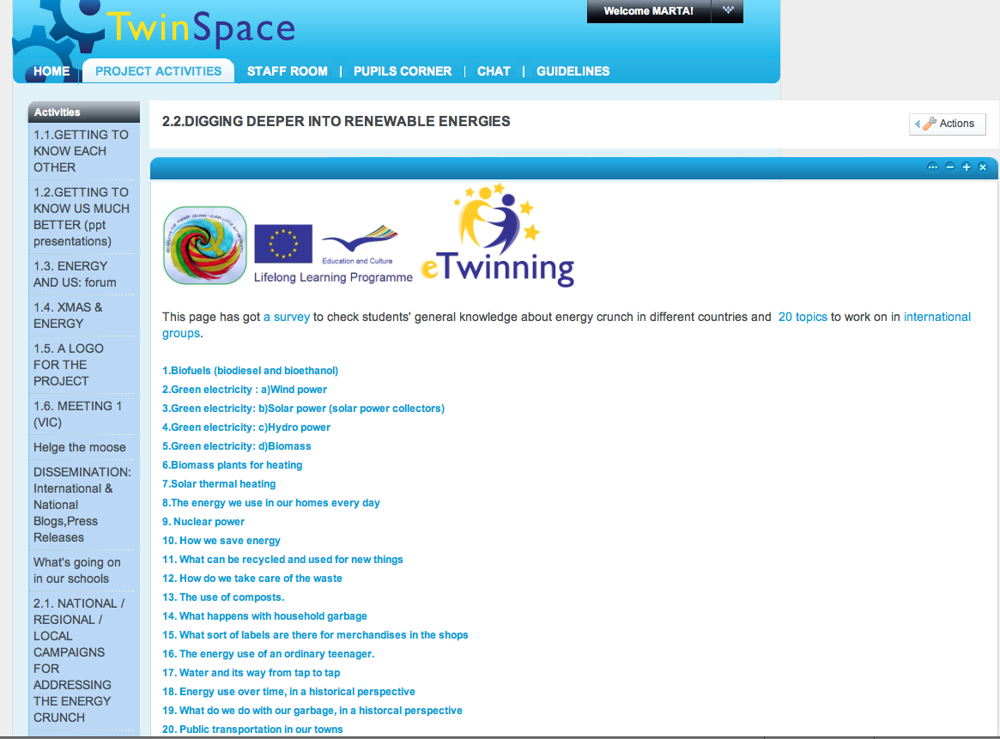 TwinSpace
Welcome MARTA!
HOME
PROJECT ACTIVITIES
STAFF ROOM | PUPILS CORNER | CHAT | GUIDELINES
Activities
1.1.GETTING TO
KNOW EACH
OTHER
1.2.GETTING TO
KNOW US MUCH
BETTER (ppt
presentations)
1.3. ENERGY
AND US: forum
1.4. XMAS &
ENERGY
1.5. A LOGO
FOR THE
PROJECT
1.6. MEETING 1
(VIC)
Helge the moose
DISSEMINATION:
International &
National
Blogs,Press
Releases
What's going on
in our schools
2.1. NATIONAL /
REGIONAL /
LOCAL
CAMPAIGNS
FOR
ADDRESSING
THE ENERGY
CRUNCH
2.2.DIGGING DEEPER INTO RENEWABLE ENERGIES
Actions
Education and Culture
Lifelong Learning Programme
eTwinning
This page has got a survey to check students' general knowledge about energy crunch in different countries and 20 topics to work on in international
groups.
1.Biofuels (biodiesel and bioethanol)
2.Green electricity : a)Wind power
3.Green electricity: b)Solar power (solar power collectors)
4.Green electricity: c)Hydro power
5.Green electricity: d)Biomass
6.Biomass plants for heating
7.Solar thermal heating
8.The energy we use in our homes every day
9. Nuclear power
10. How we save energy
11. What can be recycled and used for new things
12. How do we take care of the waste
13. The use of composts.
14. What happens with household garbage
15. What sort of labels are there for merchandises in the shops
16. The energy use of an ordinary teenager.
17. Water and its way from tap to tap
18. Energy use over time, in a historical perspective
19. What do we do with our garbage, in a historcal perspective
20. Public transportation in our towns